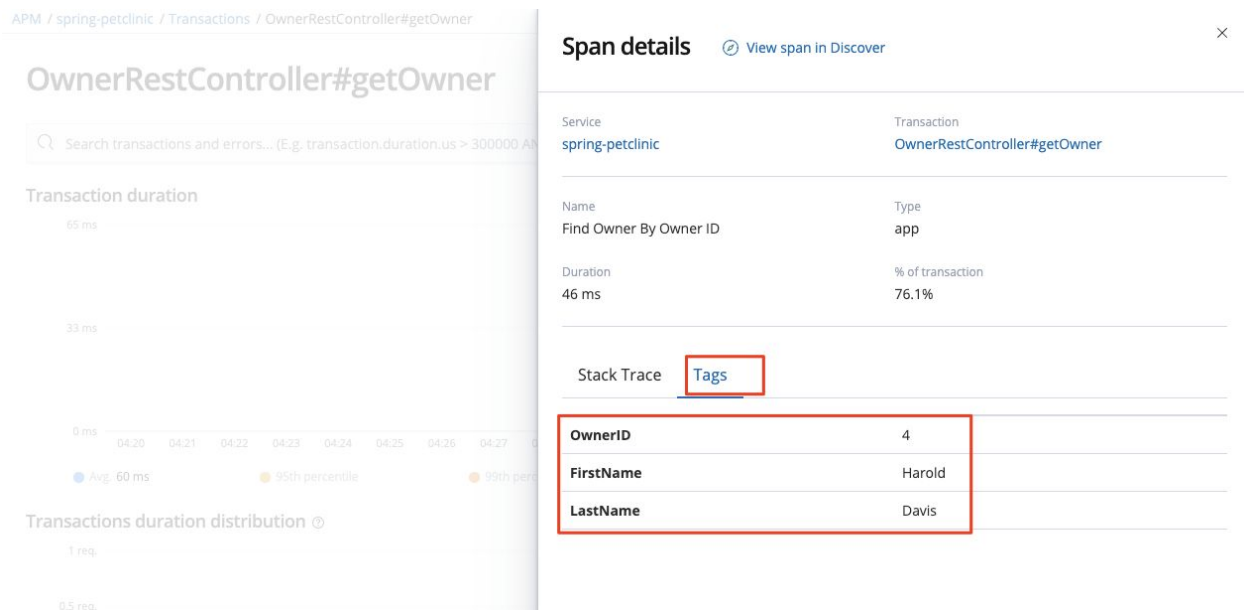 APM / spring-petclinic / Transactions / OwnerRestController#getOwner
OwnerRestController#getOwner
Search transactions and errors... (E.g. transaction.duration.us > 300000 AN
Transaction duration
65 ms
33 ms
0 ms
04:20 04:21 04:22 04:23 04:24 04:25 04:26 04:27
Avg. 60 ms 95th percentile 99th perc
Transactions duration distribution
1 req.
0.5 req.
Span details View span in Discover
Service Transaction
spring-petclinic OwnerRestController#getOwner
Name Type
Find Owner By Owner ID app
Duration % of transaction
46 ms 76.1%
Stack Trace Tags
OwnerID 4
FirstName Harold
LastName Davis